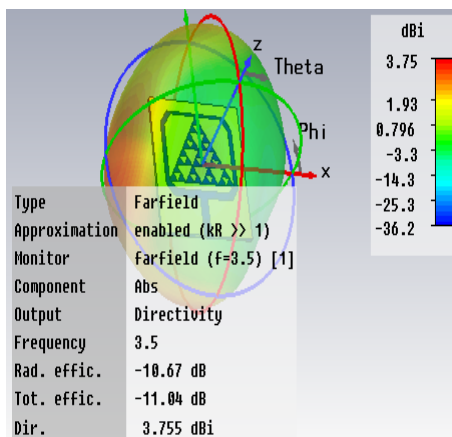 dBi
z
Theta
3.75
1.93
Phi
0.796
x
-3.3
-14.3
-25.3
-36.2
Type Farfield
Approximation enabled (kR >> 1)
Monitor farfield (f=3.5) [1]
Component Abs
Output Directivity
Frequency 3.5
Rad. effic. -10.67 dB
Tot. effic. -11.04 dB
Dir. 3.755 dBi